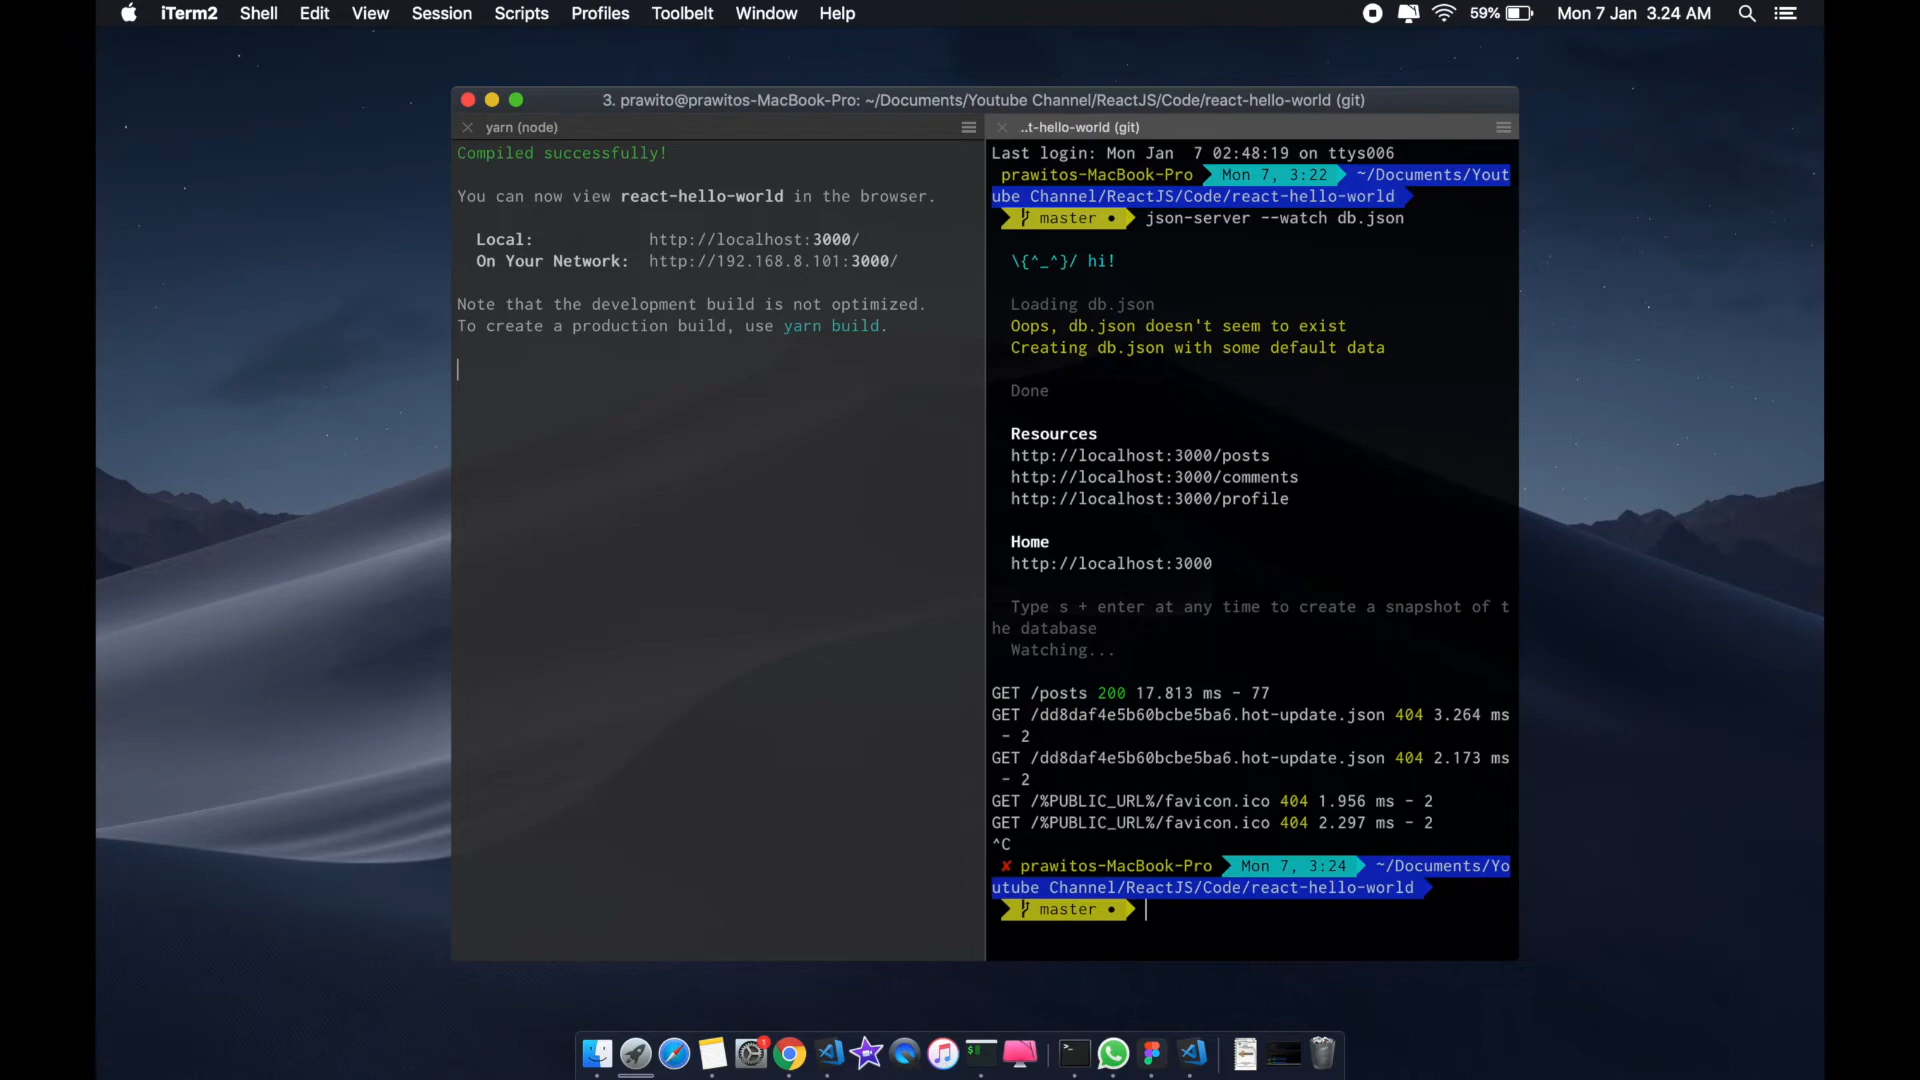 iTerm2 Shell Edit View Session Scripts Profiles Toolbelt Window Help 59% Mon 7 Jan 3.24 AM
3. prawito@prawitos-MacBook-Pro: ~/Documents/Youtube Channel/ReactJS/Code/react-hello-world (git)
yarn (node)
Compiled successfully!
You can now view react-hello-world in the browser.
Local: http://localhost:3000/
On Your Network: http://192.168.8.101:3000/
Note that the development build is not optimized.
To create a production build, use yarn build.
..t-hello-world (git)
Last login: Mon Jan  7 02:48:19 on ttys006
prawitos-MacBook-Pro Mon 7, 3:22 ~/Documents/Yout
ube Channel/ReactJS/Code/react-hello-world
master • json-server --watch db.json
\{^_^}/ hi!
Loading db.json
Oops, db.json doesn't seem to exist
Creating db.json with some default data
Done
Resources
http://localhost:3000/posts
http://localhost:3000/comments
http://localhost:3000/profile
Home
http://localhost:3000
Type s + enter at any time to create a snapshot of t
he database
Watching...
GET /posts 200 17.813 ms - 77
GET /dd8daf4e5b60bcbe5ba6.hot-update.json 404 3.264 ms
- 2
GET /dd8daf4e5b60bcbe5ba6.hot-update.json 404 2.173 ms
- 2
GET /%PUBLIC_URL%/favicon.ico 404 1.956 ms - 2
GET /%PUBLIC_URL%/favicon.ico 404 2.297 ms - 2
^C
✘ prawitos-MacBook-Pro Mon 7, 3:24 ~/Documents/Yo
utube Channel/ReactJS/Code/react-hello-world
master •
1